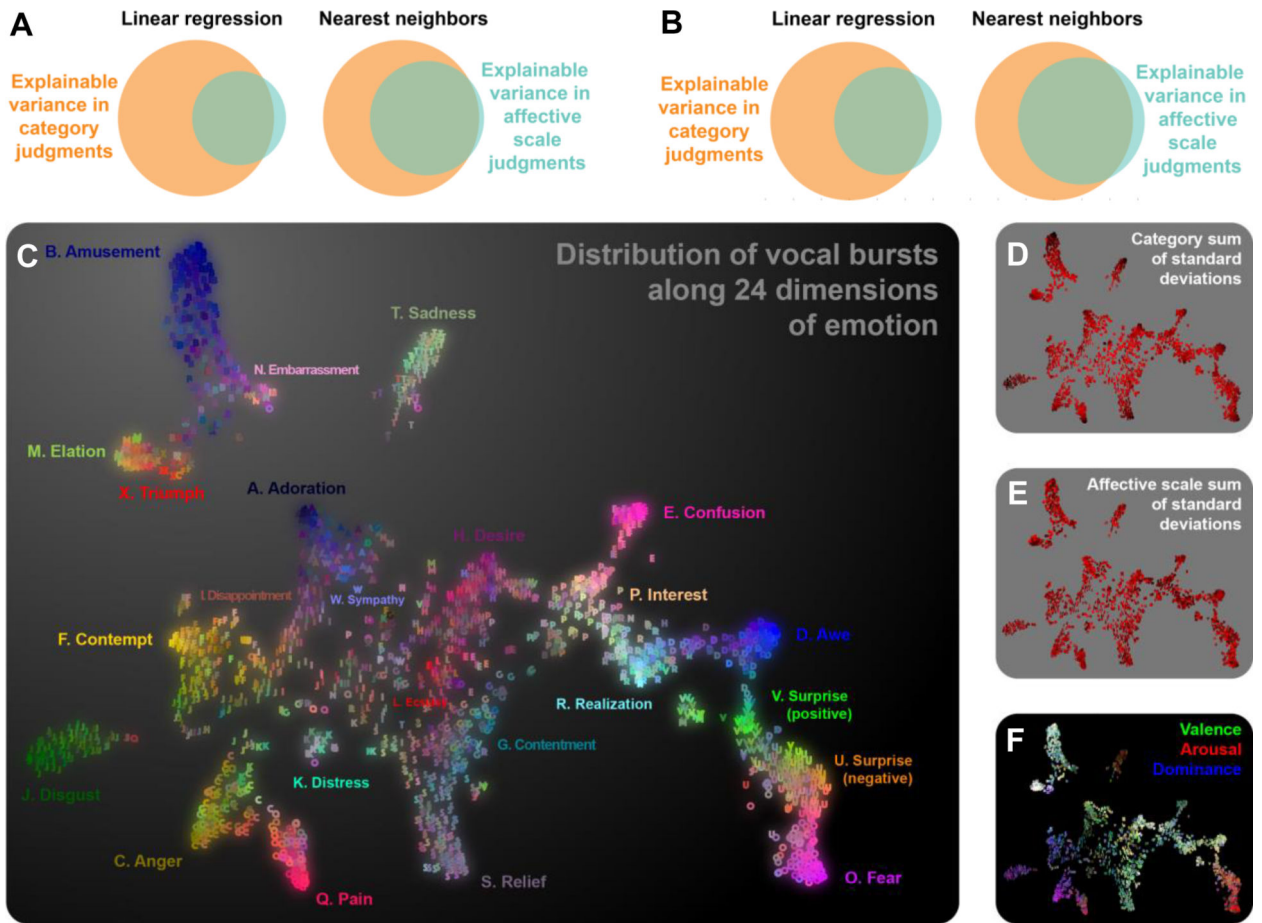 A
Linear regression
Nearest neighbors
Explainable
variance in
category
judgments
Explainable
variance in
affective
scale
judgments
B
Linear regression
Nearest neighbors
Explainable
variance in
category
judgments
Explainable
variance in
affective
scale
judgments
C
Distribution of vocal bursts
along 24 dimensions
of emotion
B. Amusement
T. Sadness
N. Embarrassment
M. Elation
X. Triumph
A. Adoration
E. Confusion
H. Desire
I. Disappointment
W. Sympathy
P. Interest
F. Contempt
D. Awe
L. Ecstasy
R. Realization
V. Surprise
(positive)
G. Contentment
K. Distress
U. Surprise
(negative)
J. Disgust
C. Anger
S. Relief
O. Fear
Q. Pain
D
Category sum
of standard
deviations
E
Affective scale sum
of standard
deviations
F
Valence
Arousal
Dominance